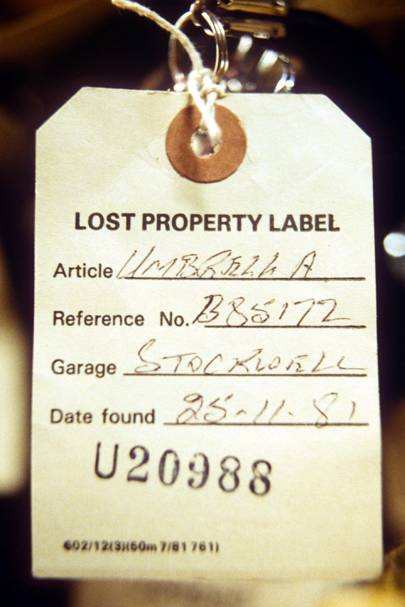 LOST PROPERTY LABEL
Article UMBRELLA
Reference No. B85172
Garage STOCKWELL
Date found 25-11-81
U20988
602/12(3)(50m 7/81 761)